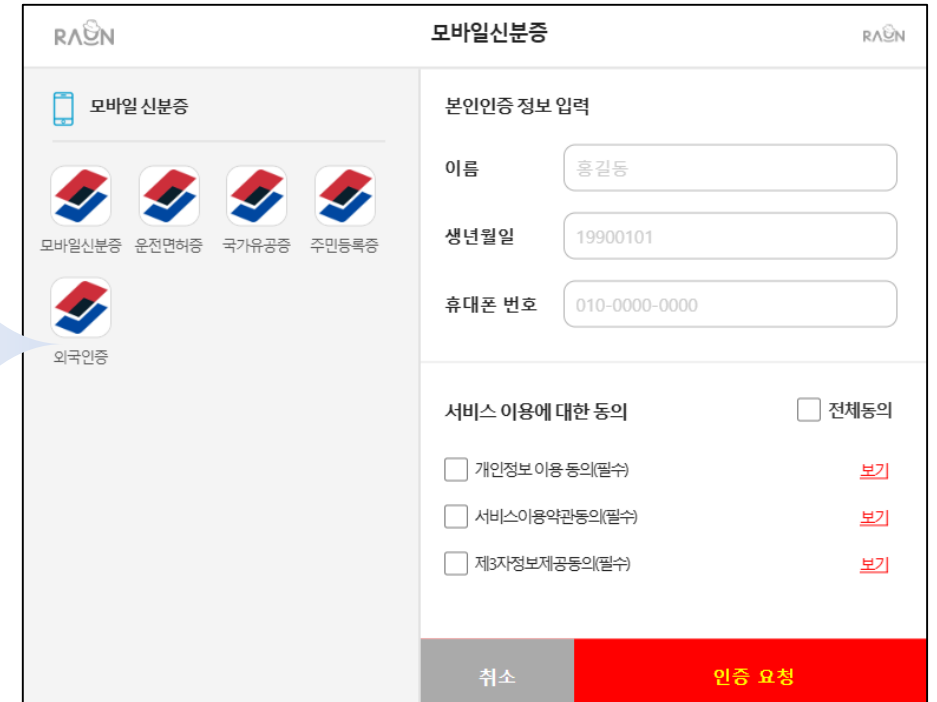 RAON
모바일신분증
RAON
모바일 신분증
모바일신분증 운전면허증 국가유공증 주민등록증
외국인증
본인인증 정보 입력
이름 홍길동
생년월일 19900101
휴대폰 번호 010-0000-0000
서비스 이용에 대한 동의 전체동의
개인정보 이용 동의(필수) 보기
서비스이용약관동의(필수) 보기
제3자정보제공동의(필수) 보기
취소 인증 요청